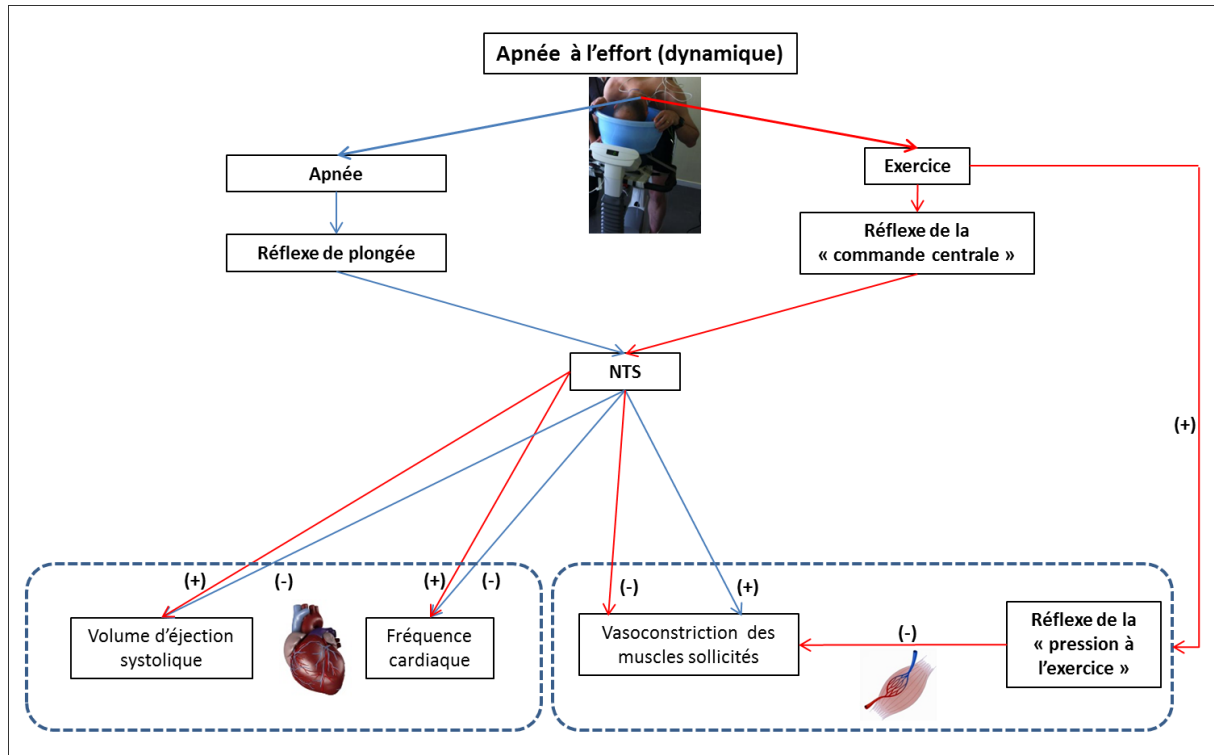 Apnée à l'effort (dynamique)
Apnée
Exercice
Réflexe de plongée
Réflexe de la
« commande centrale »
NTS
(+)
(+)
(-)
(+)
(-)
(-)
(+)
Volume d'éjection
systolique
Fréquence
cardiaque
Vasoconstriction des
muscles sollicités
(-)
Réflexe de la
« pression à
l'exercice »